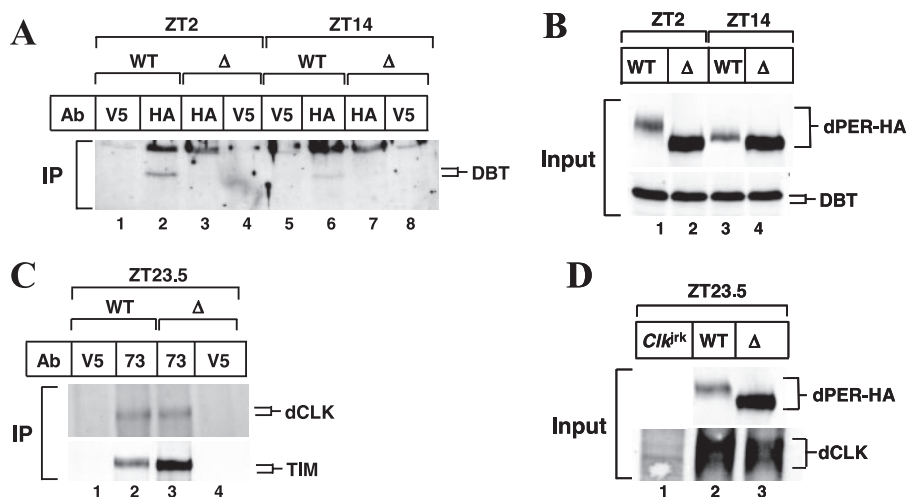 A
ZT2 ZT14
WT Δ WT Δ
Ab V5 HA HA V5 V5 HA HA V5
IP
DBT
1 2 3 4 5 6 7 8
B
ZT2 ZT14
WT Δ WT Δ
dPER-HA
Input
DBT
1 2 3 4
C
ZT23.5
WT Δ
Ab V5 73 73 V5
dCLK
IP
TIM
1 2 3 4
D
ZT23.5
Clkjrk WT Δ
dPER-HA
Input
dCLK
1 2 3